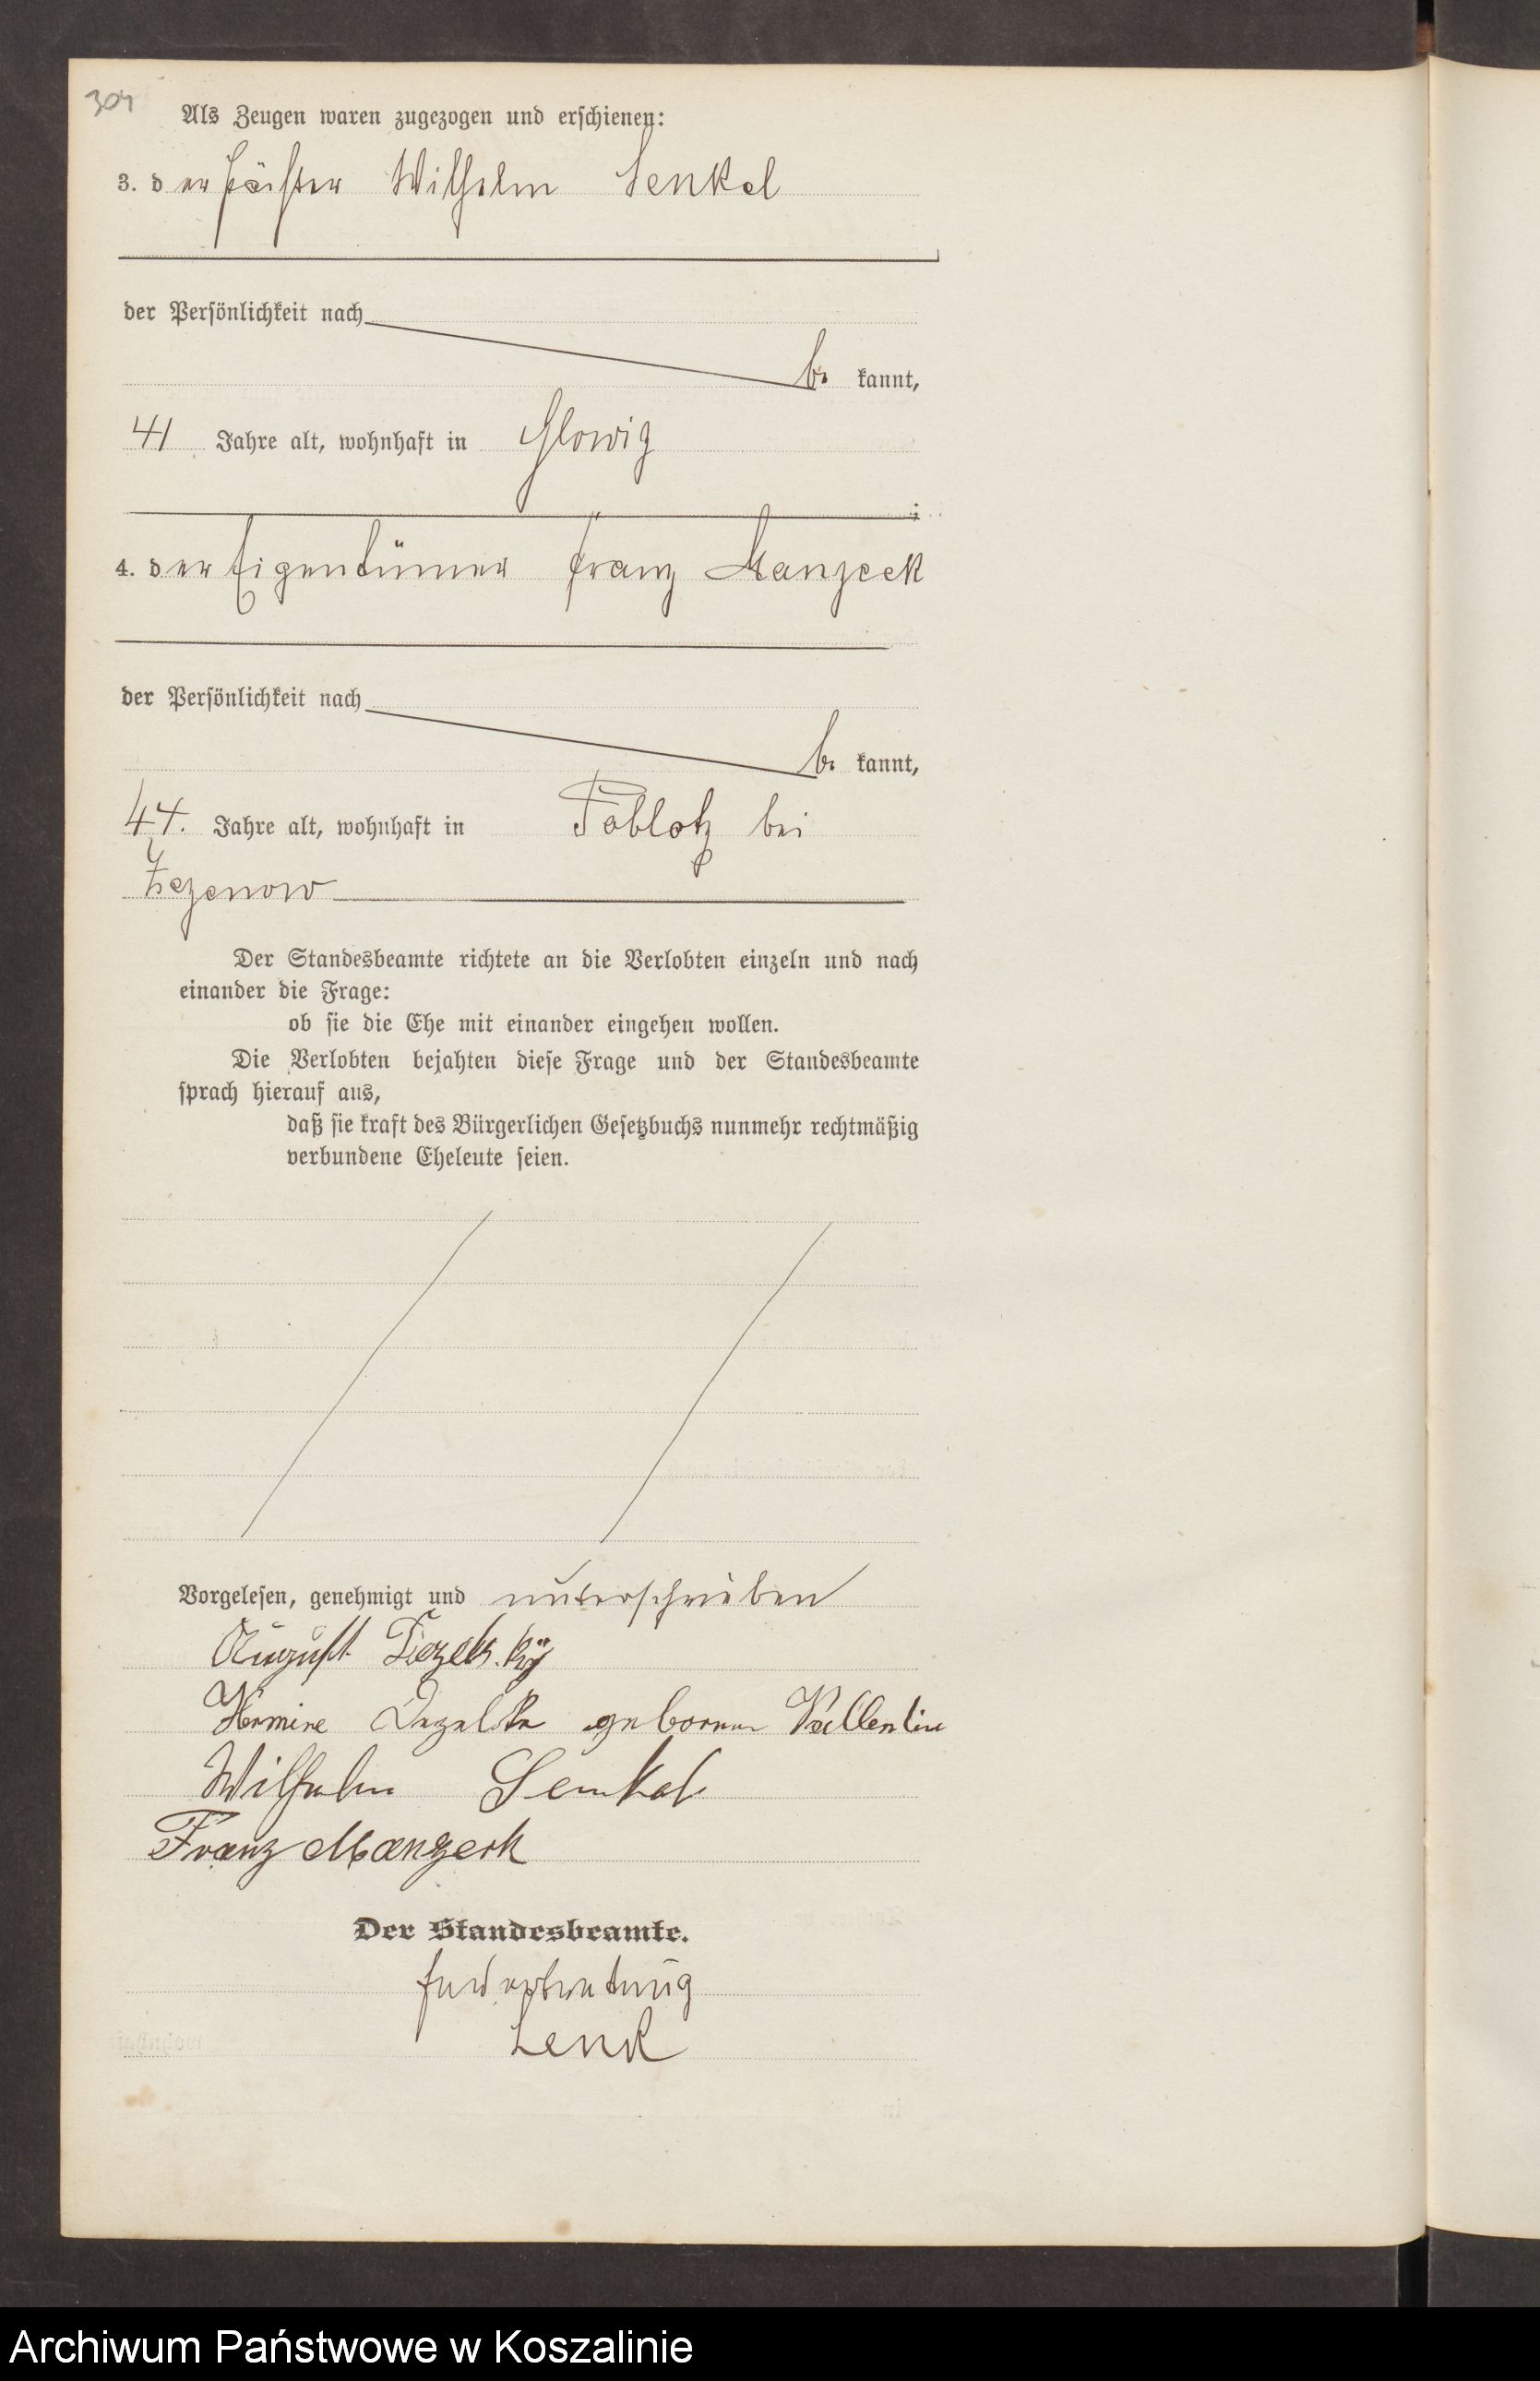 304
Als Zeugen waren zugezogen und erschienen:
3. der Wilhelm Senkel
der Persönlichkeit nach
be kannt,
41 Jahre alt, wohnhaft in Glowitz
;
4. der Eigentümer Franz Manzeck
der Persönlichkeit nach
be kannt,
44. Jahre alt, wohnhaft in bei
Zezenow
Der Standesbeamte richtete an die Verlobten einzeln und nach
einander die Frage:
ob sie die Ehe mit einander eingehen wollen.
Die Verlobten bejahten diese Frage und der Standesbeamte
sprach hierauf aus,
daß sie kraft des Bürgerlichen Gesetzbuchs nunmehr rechtmäßig
verbundene Eheleute seien.
Vorgelesen, genehmigt und unterschrieben
August
Hermine geborene Vallentin
Wilhelm Senkel
Franz Manzeck
Der Standesbeamte.
In Vertretung
Lenk
Archiwum Państwowe w Koszalinie